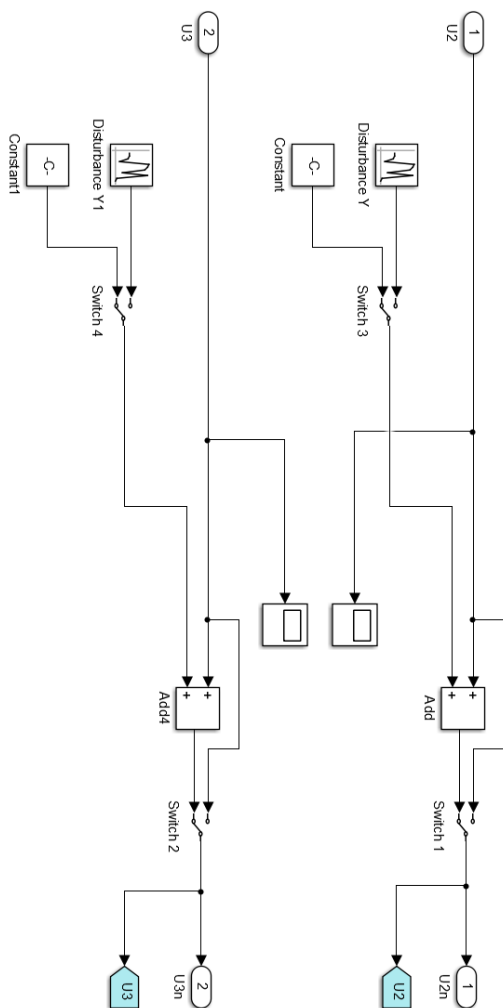 1
U2
Disturbance Y
-C-
Constant
Switch 3
+
+
Add
Switch 1
U2
1
U2n
2
U3
Disturbance Y1
-C-
Constant1
Switch 4
+
+
Add4
Switch 2
U3
2
U3n